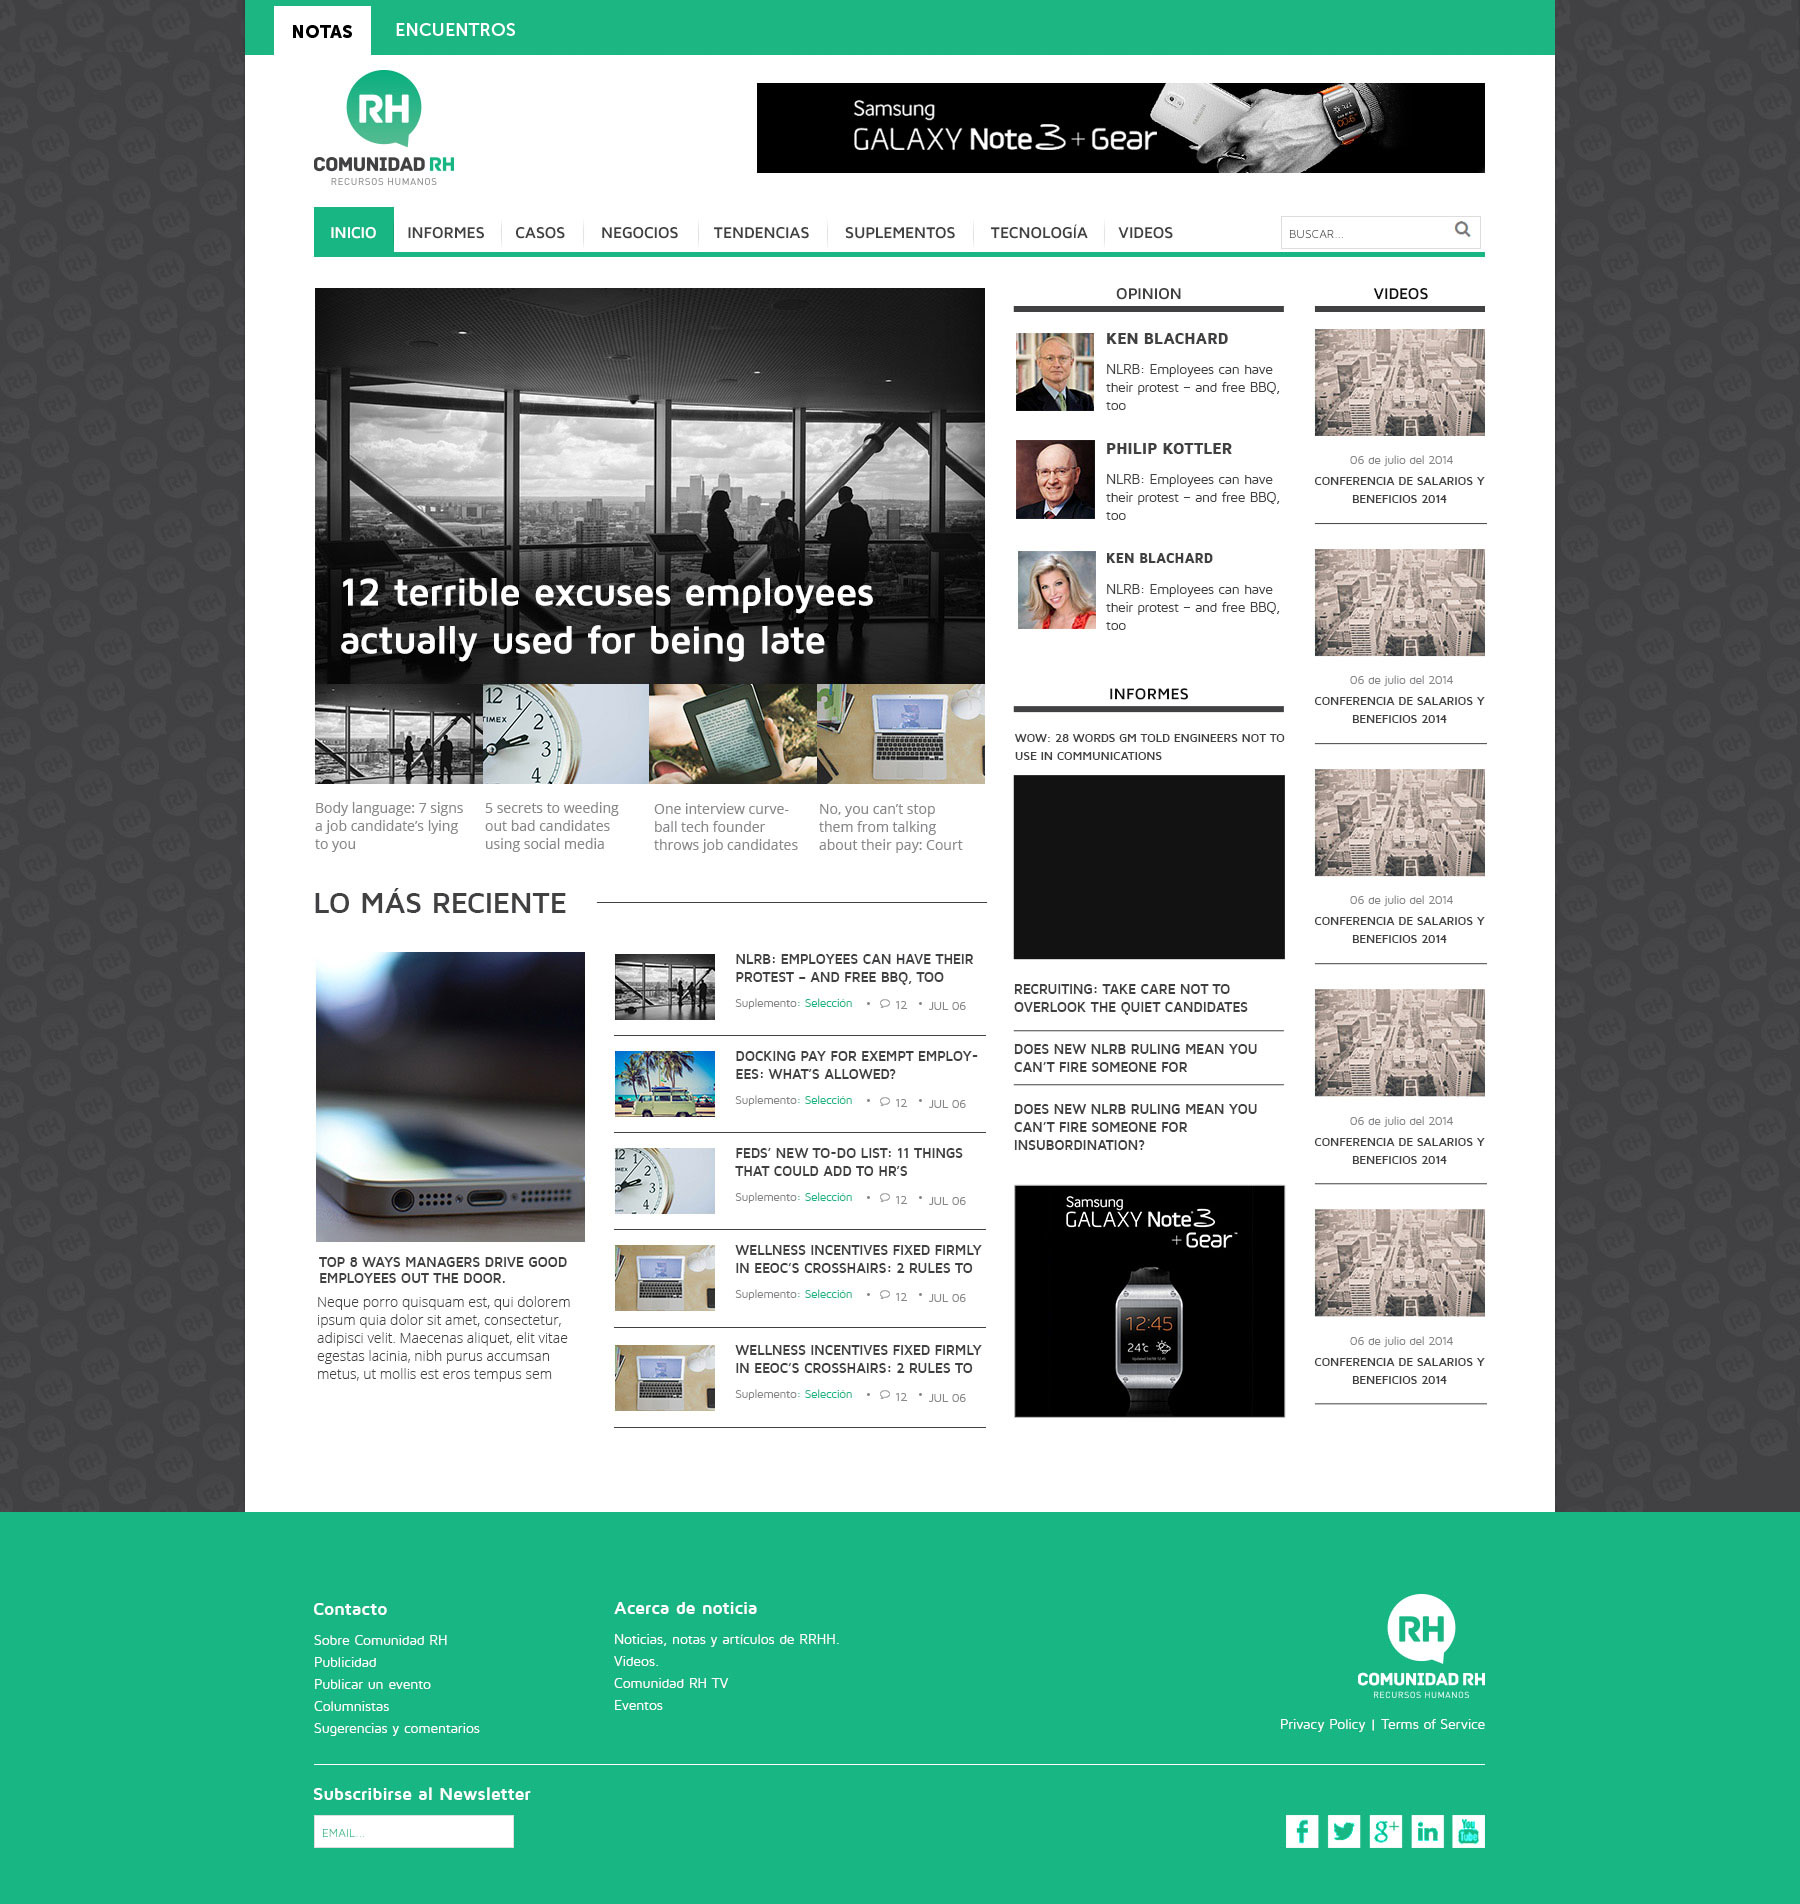 NOTAS
ENCUENTROS
RH
COMUNIDAD RH
RECURSOS HUMANOS
Samsung
GALAXY Note 3 + Gear
INICIO
INFORMES
CASOS
NEGOCIOS
TENDENCIAS
SUPLEMENTOS
TECNOLOGÍA
VIDEOS
BUSCAR...
12 terrible excuses employees
actually used for being late
Body language: 7 signs
a job candidate's lying
to you
5 secrets to weeding
out bad candidates
using social media
One interview curve-
ball tech founder
throws job candidates
No, you can't stop
them from talking
about their pay: Court
OPINION
KEN BLACHARD
NLRB: Employees can have
their protest – and free BBQ,
too
PHILIP KOTTLER
NLRB: Employees can have
their protest – and free BBQ,
too
KEN BLACHARD
NLRB: Employees can have
their protest – and free BBQ,
too
INFORMES
WOW: 28 WORDS GM TOLD ENGINEERS NOT TO
USE IN COMMUNICATIONS
RECRUITING: TAKE CARE NOT TO
OVERLOOK THE QUIET CANDIDATES
DOES NEW NLRB RULING MEAN YOU
CAN'T FIRE SOMEONE FOR
DOES NEW NLRB RULING MEAN YOU
CAN'T FIRE SOMEONE FOR
INSUBORDINATION?
Samsung
GALAXY Note 3
+ Gear™
12:45
24°C
VIDEOS
06 de julio del 2014
CONFERENCIA DE SALARIOS Y
BENEFICIOS 2014
06 de julio del 2014
CONFERENCIA DE SALARIOS Y
BENEFICIOS 2014
06 de julio del 2014
CONFERENCIA DE SALARIOS Y
BENEFICIOS 2014
06 de julio del 2014
CONFERENCIA DE SALARIOS Y
BENEFICIOS 2014
06 de julio del 2014
CONFERENCIA DE SALARIOS Y
BENEFICIOS 2014
LO MÁS RECIENTE
TOP 8 WAYS MANAGERS DRIVE GOOD
EMPLOYEES OUT THE DOOR.
Neque porro quisquam est, qui dolorem
ipsum quia dolor sit amet, consectetur,
adipisci velit. Maecenas aliquet, elit vitae
egestas lacinia, nibh purus accumsan
metus, ut mollis est eros tempus sem
NLRB: EMPLOYEES CAN HAVE THEIR
PROTEST – AND FREE BBQ, TOO
Suplemento: Selección • 12 • JUL 06
DOCKING PAY FOR EXEMPT EMPLOY-
EES: WHAT'S ALLOWED?
Suplemento: Selección • 12 • JUL 06
FEDS' NEW TO-DO LIST: 11 THINGS
THAT COULD ADD TO HR'S
Suplemento: Selección • 12 • JUL 06
WELLNESS INCENTIVES FIXED FIRMLY
IN EEOC'S CROSSHAIRS: 2 RULES TO
Suplemento: Selección • 12 • JUL 06
WELLNESS INCENTIVES FIXED FIRMLY
IN EEOC'S CROSSHAIRS: 2 RULES TO
Suplemento: Selección • 12 • JUL 06
Contacto
Sobre Comunidad RH
Publicidad
Publicar un evento
Columnistas
Sugerencias y comentarios
Acerca de noticia
Noticias, notas y artículos de RRHH.
Videos.
Comunidad RH TV
Eventos
RH
COMUNIDAD RH
RECURSOS HUMANOS
Privacy Policy | Terms of Service
Subscribirse al Newsletter
EMAIL...
f
g+
in
You Tube